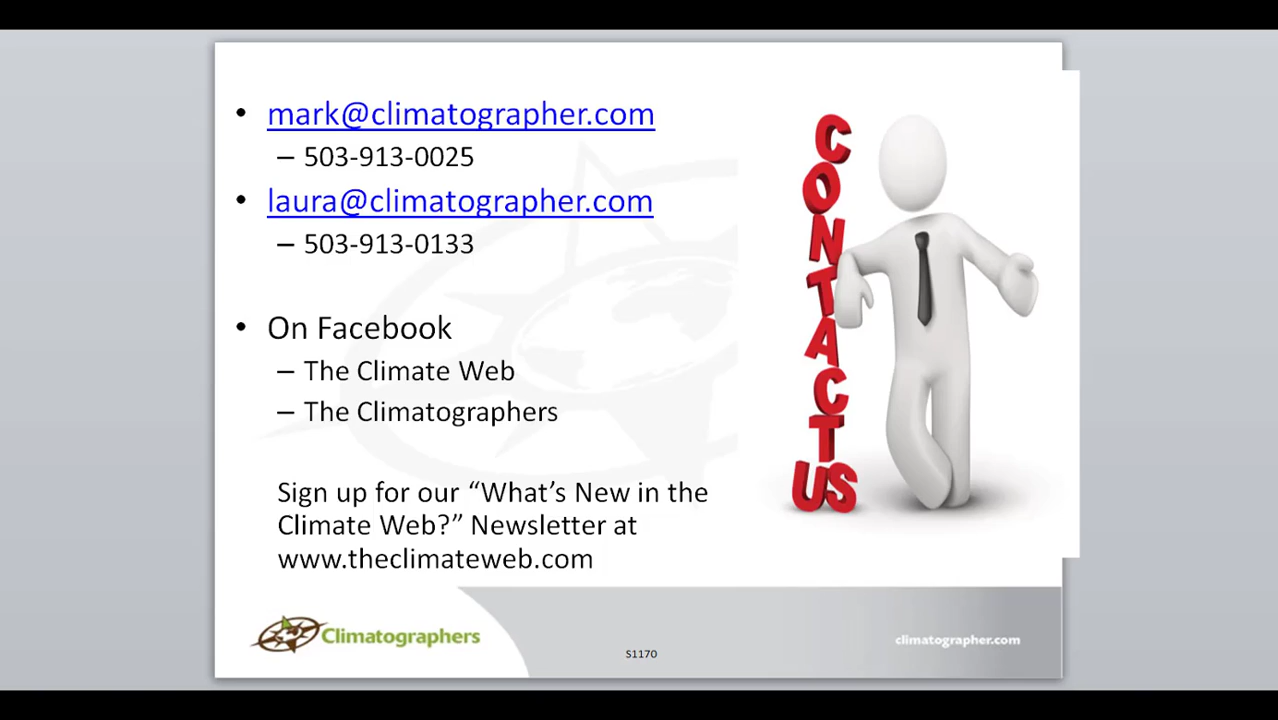 • mark@climatographer.com
– 503-913-0025
• laura@climatographer.com
– 503-913-0133
• On Facebook
– The Climate Web
– The Climatographers
Sign up for our “What’s New in the
Climate Web?” Newsletter at
www.theclimateweb.com
CONTACT
US
Climatographers
climatographer.com
S1170